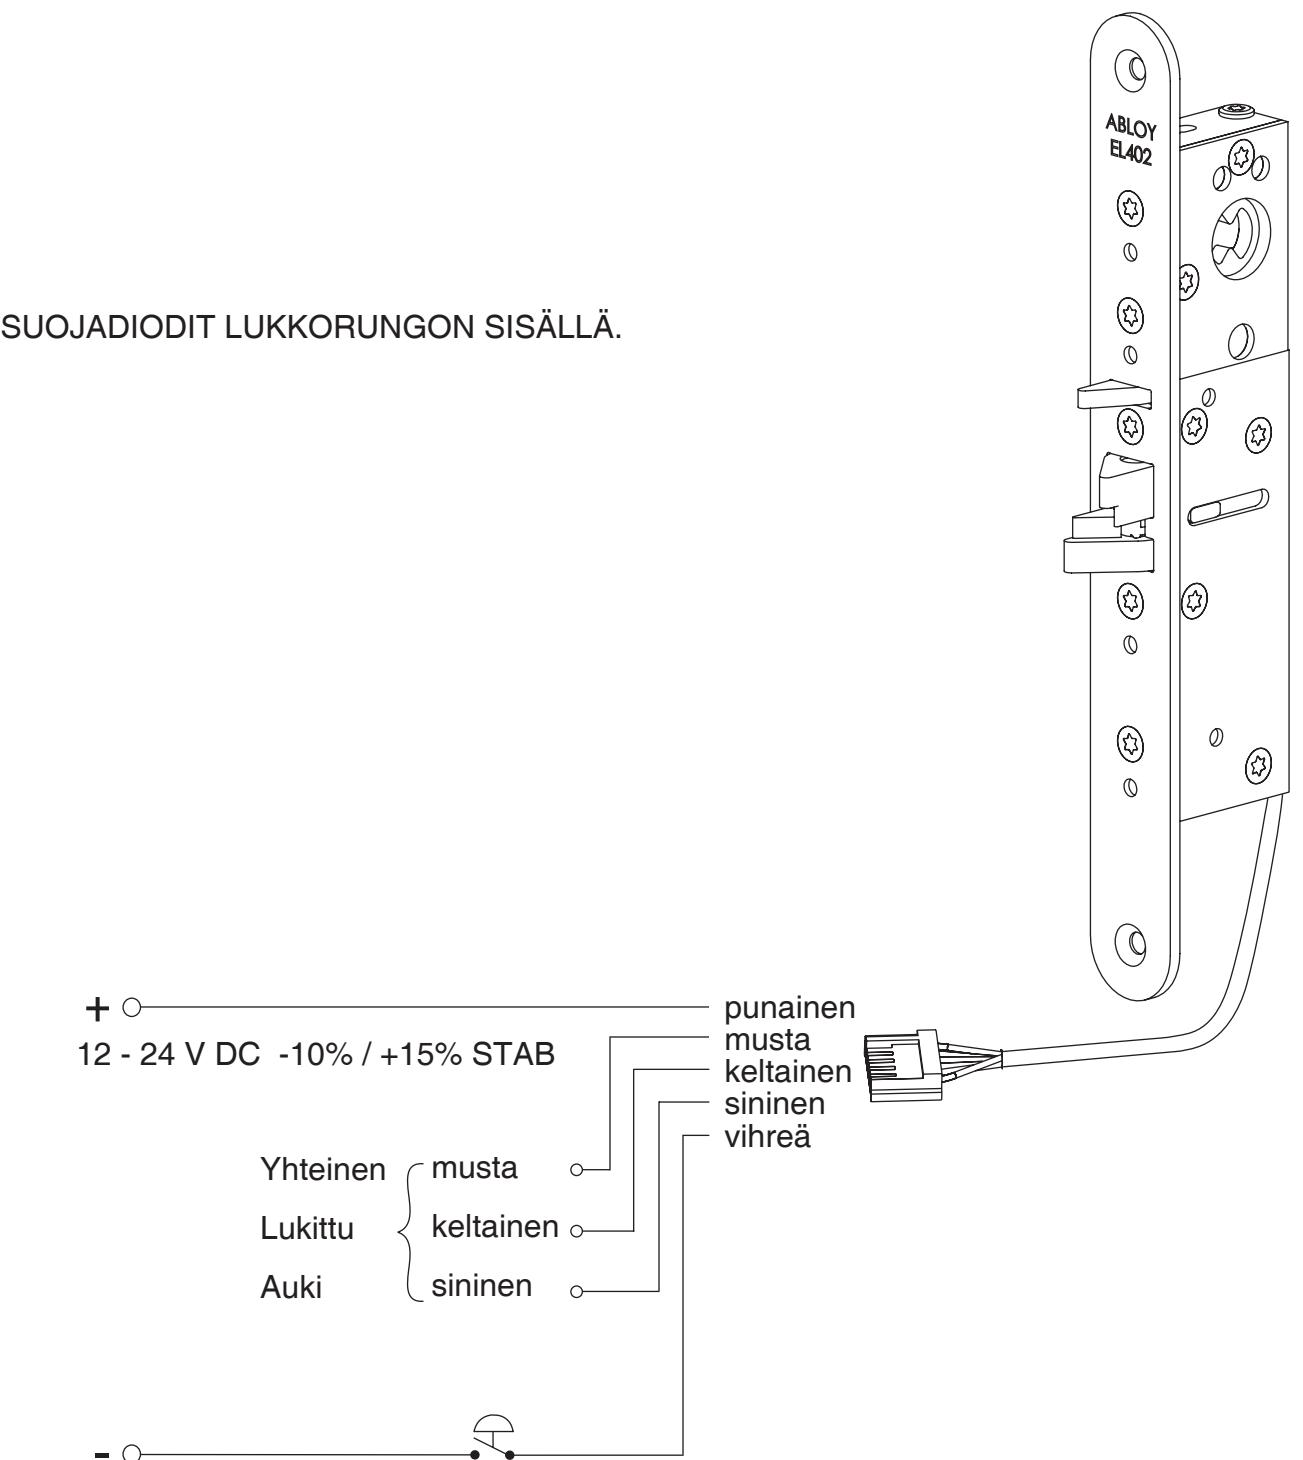 ABLOY
EL402
SUOJADIODIT LUKKORUNGON SISÄLLÄ.
+
punainen
musta
12 - 24 V DC -10% / +15% STAB
keltainen
sininen
vihreä
Yhteinen musta
Lukittu keltainen
Auki sininen
-